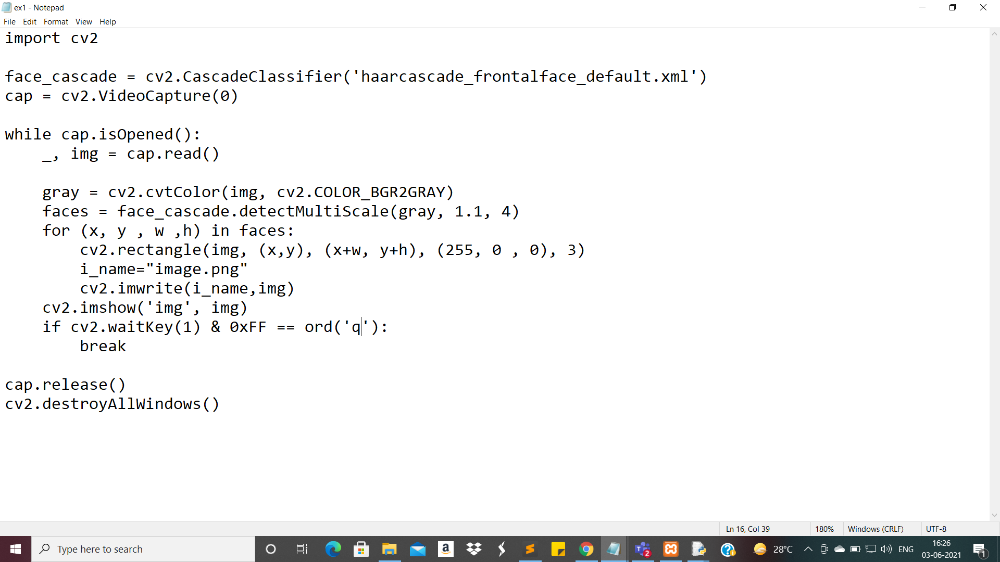 ex1 - Notepad
File Edit Format View Help
import cv2
face_cascade = cv2.CascadeClassifier('haarcascade_frontalface_default.xml')
cap = cv2.VideoCapture(0)
while cap.isOpened():
    _, img = cap.read()
    gray = cv2.cvtColor(img, cv2.COLOR_BGR2GRAY)
    faces = face_cascade.detectMultiScale(gray, 1.1, 4)
    for (x, y , w ,h) in faces:
        cv2.rectangle(img, (x,y), (x+w, y+h), (255, 0 , 0), 3)
        i_name="image.png"
        cv2.imwrite(i_name,img)
    cv2.imshow('img', img)
    if cv2.waitKey(1) & 0xFF == ord('q'):
        break
cap.release()
cv2.destroyAllWindows()
Ln 16, Col 39 180% Windows (CRLF) UTF-8
Type here to search
28°C ENG
16:26
03-06-2021
2
1